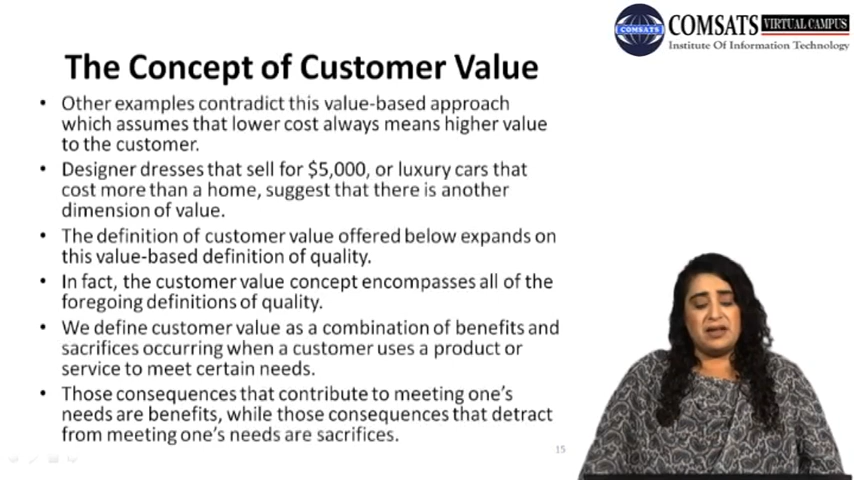 COMSATS
COMSATS VIRTUAL CAMPUS
Institute Of Information Technology
The Concept of Customer Value
• Other examples contradict this value-based approach
which assumes that lower cost always means higher value
to the customer.
• Designer dresses that sell for $5,000, or luxury cars that
cost more than a home, suggest that there is another
dimension of value.
• The definition of customer value offered below expands on
this value-based definition of quality.
• In fact, the customer value concept encompasses all of the
foregoing definitions of quality.
• We define customer value as a combination of benefits and
sacrifices occurring when a customer uses a product or
service to meet certain needs.
• Those consequences that contribute to meeting one's
needs are benefits, while those consequences that detract
from meeting one's needs are sacrifices.
15